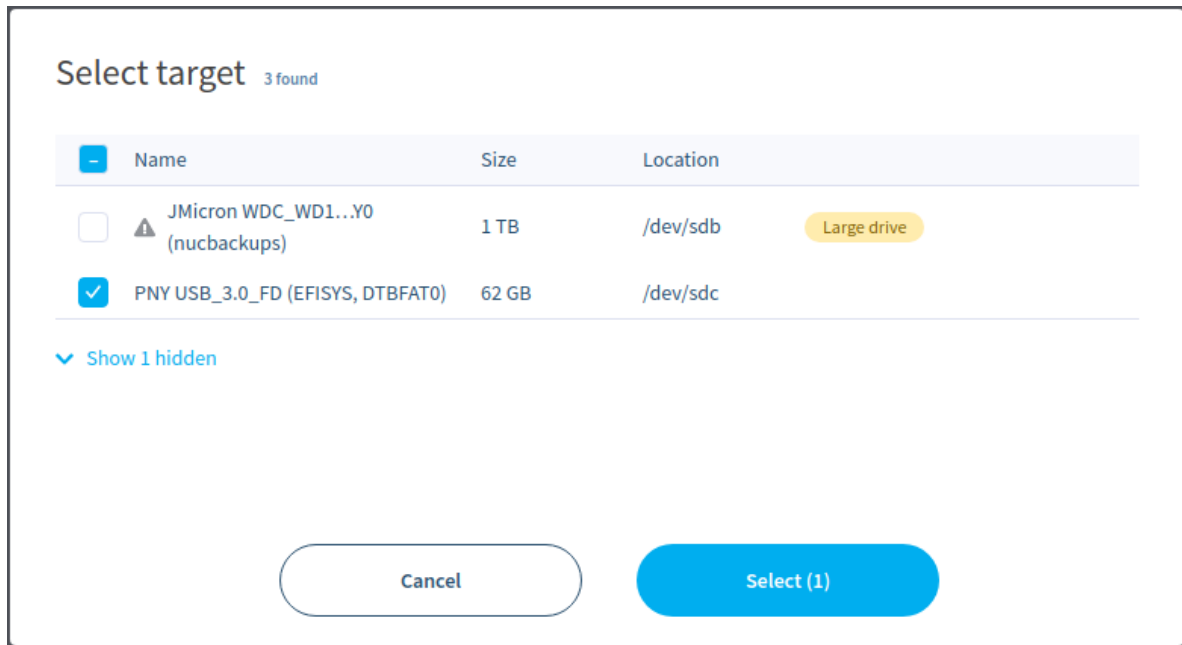 Select target 3 found
Name Size Location
JMicron WDC_WD1...Y0
(nucbackups) 1 TB /dev/sdb Large drive
PNY USB_3.0_FD (EFISYS, DTBFAT0) 62 GB /dev/sdc
Show 1 hidden
Cancel Select (1)